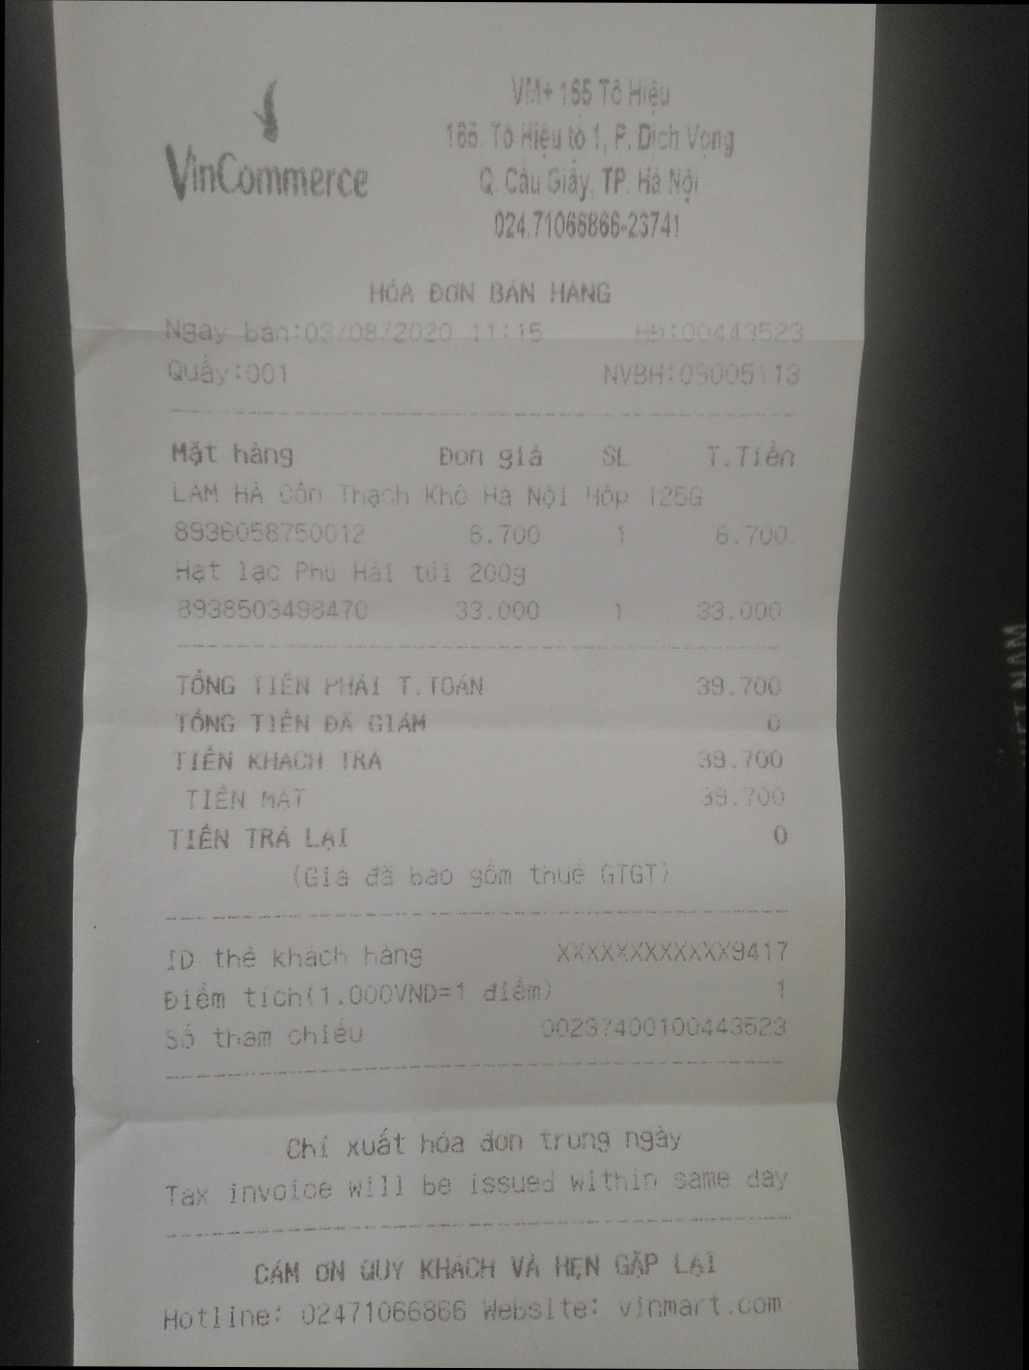 VinCommerce
VM+ 165 Tô Hiệu
165, Tô Hiệu tổ 1, P. Dịch Vọng
Q. Cầu Giấy, TP. Hà Nội
024.71066866-23741
HÓA ĐƠN BÁN HÀNG
Ngày bán:03/08/2020 11:15 HĐ:00443523
Quầy:001 NVBH:09005113
Mặt hàng Đơn giá SL T.Tiền
LÂM HÀ Cồn Thạch Khô Hà Nội Hộp 125G
8936058750012 6.700 1 6.700
Hạt lạc Phú Hải túi 200g
8938503498470 33.000 1 33.000
TỔNG TIỀN PHẢI T.TOÁN 39.700
TỔNG TIỀN ĐÃ GIẢM 0
TIỀN KHÁCH TRẢ 39.700
TIỀN MẶT 39.700
TIỀN TRẢ LẠI 0
(Giá đã bao gồm thuế GTGT)
ID thẻ khách hàng XXXXXXXXXXXX9417
Điểm tích(1.000VND=1 điểm) 1
Số tham chiếu 00237400100443523
Chỉ xuất hóa đơn trong ngày
Tax invoice will be issued within same day
CẢM ƠN QUÝ KHÁCH VÀ HẸN GẶP LẠI
Hotline: 02471066866 Website: vinmart.com
NAM